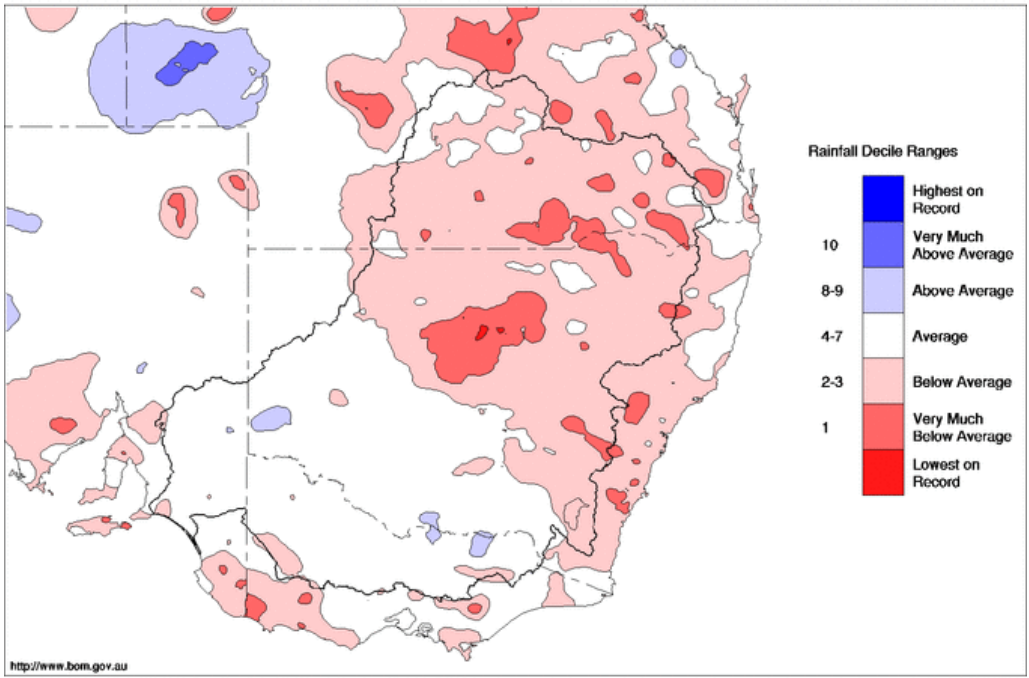 Rainfall Decile Ranges
Highest on
Record
10
Very Much
Above Average
8-9
Above Average
4-7
Average
2-3
Below Average
1
Very Much
Below Average
Lowest on
Record
http://www.bom.gov.au